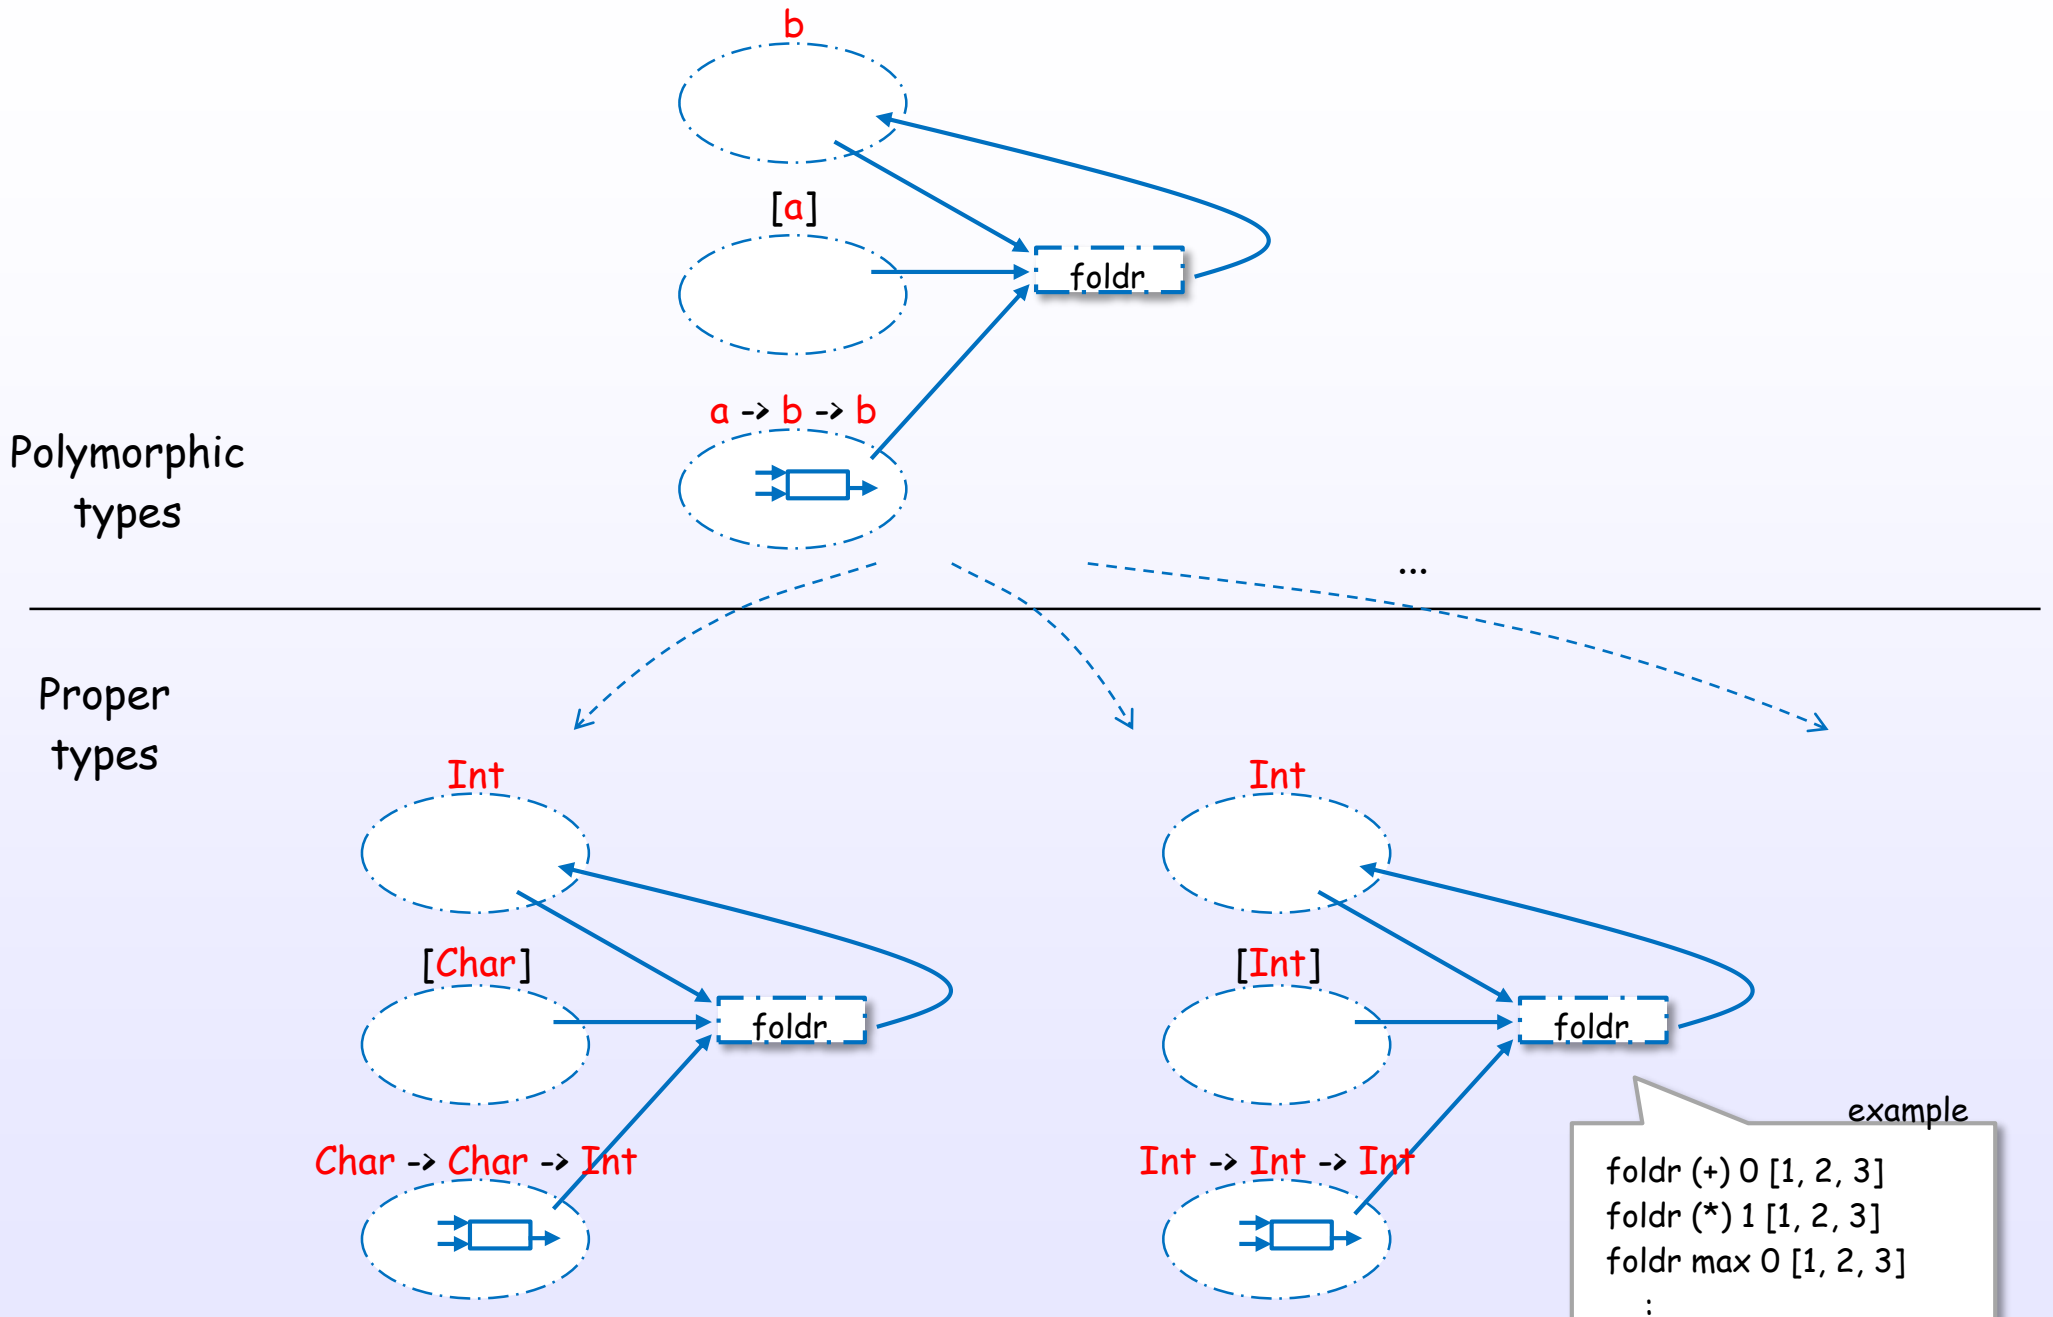 b
[a]
foldr
a -> b -> b
Polymorphic
types
...
Proper
types
Int
Int
[Char]
[Int]
foldr
foldr
Char -> Char -> Int
Int -> Int -> Int
example
foldr (+) 0 [1, 2, 3]
foldr (*) 1 [1, 2, 3]
foldr max 0 [1, 2, 3]
: